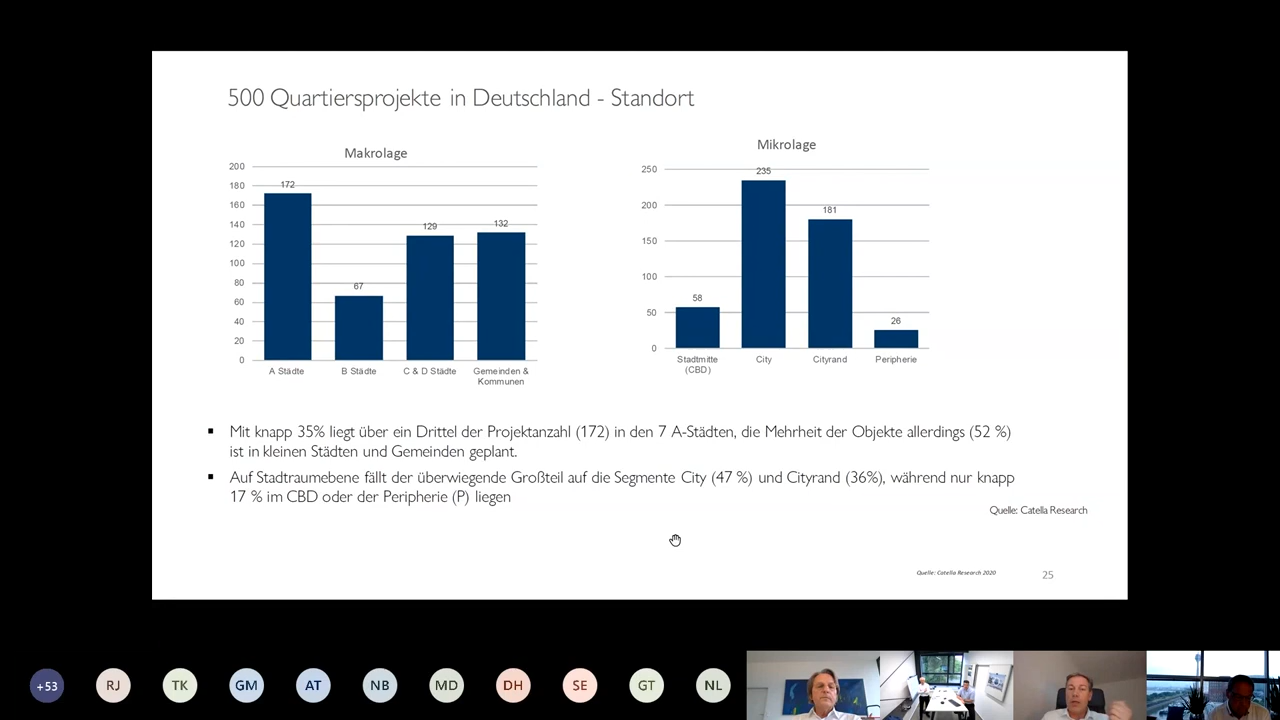 500 Quartiersprojekte in Deutschland - Standort
Makrolage
200
180
160
140
120
100
80
60
40
20
0
172
67
129
132
A Städte
B Städte
C & D Städte
Gemeinden &
Kommunen
Mikrolage
250
200
150
100
50
0
58
235
181
26
Stadtmitte
(CBD)
City
Cityrand
Peripherie
▪ Mit knapp 35% liegt über ein Drittel der Projektanzahl (172) in den 7 A-Städten, die Mehrheit der Objekte allerdings (52 %)
ist in kleinen Städten und Gemeinden geplant.
▪ Auf Stadtraumebene fällt der überwiegende Großteil auf die Segmente City (47 %) und Cityrand (36%), während nur knapp
17 % im CBD oder der Peripherie (P) liegen
Quelle: Catella Research
Quelle: Catella Research 2020
25
+53
RJ
TK
GM
AT
NB
MD
DH
SE
GT
NL